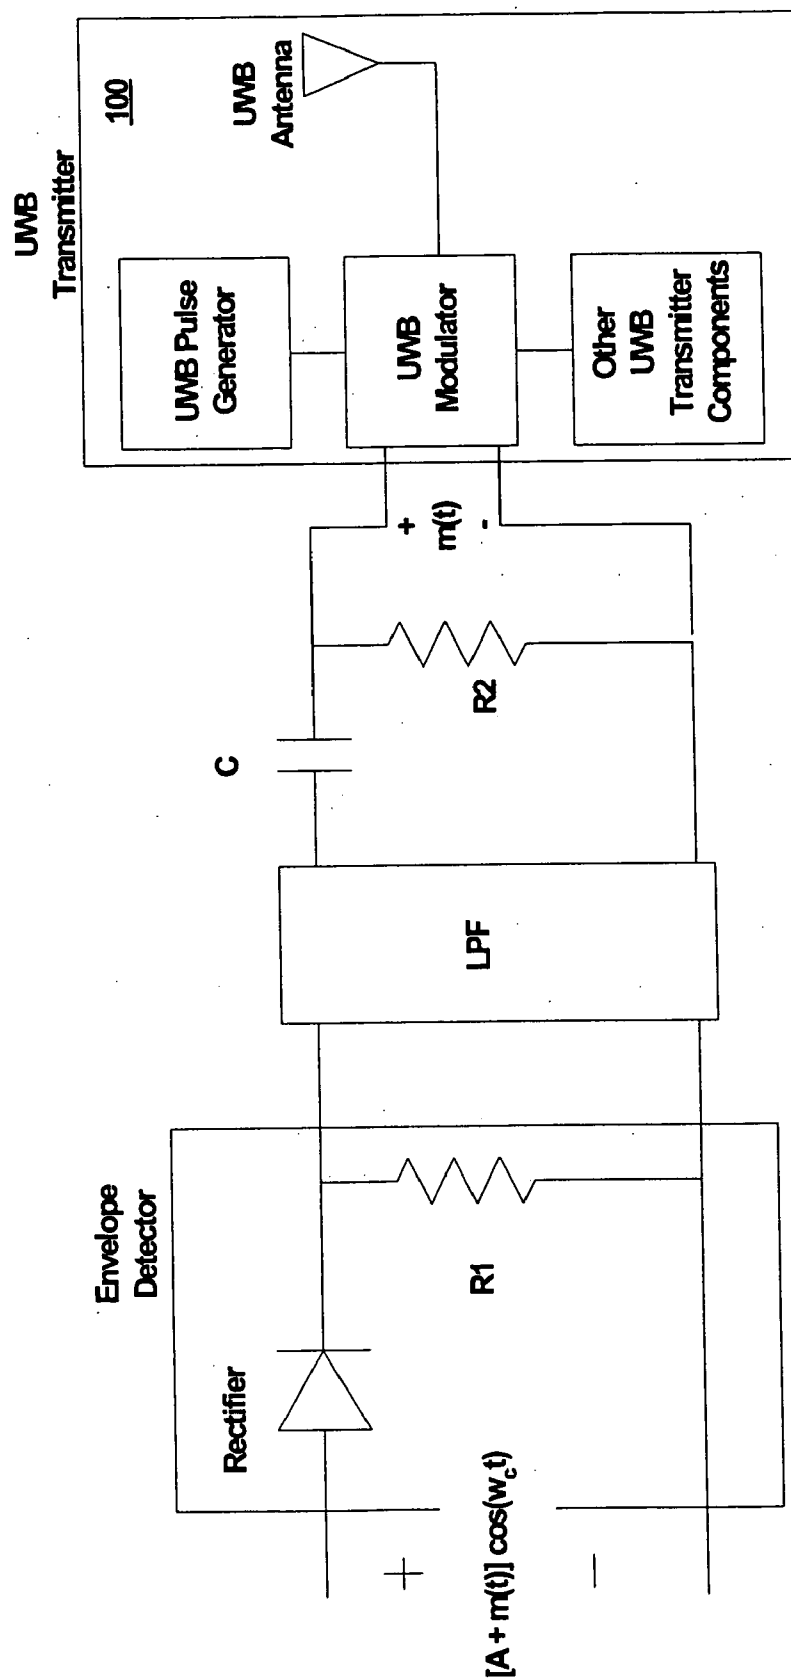 Envelope
Detector
Rectifier
[A + m(t)] cos(w_c t)
+
−
R1
LPF
C
R2
+
m(t)
-
UWB
Transmitter
100
UWB Pulse
Generator
UWB
Modulator
Other
UWB
Transmitter
Components
UWB
Antenna